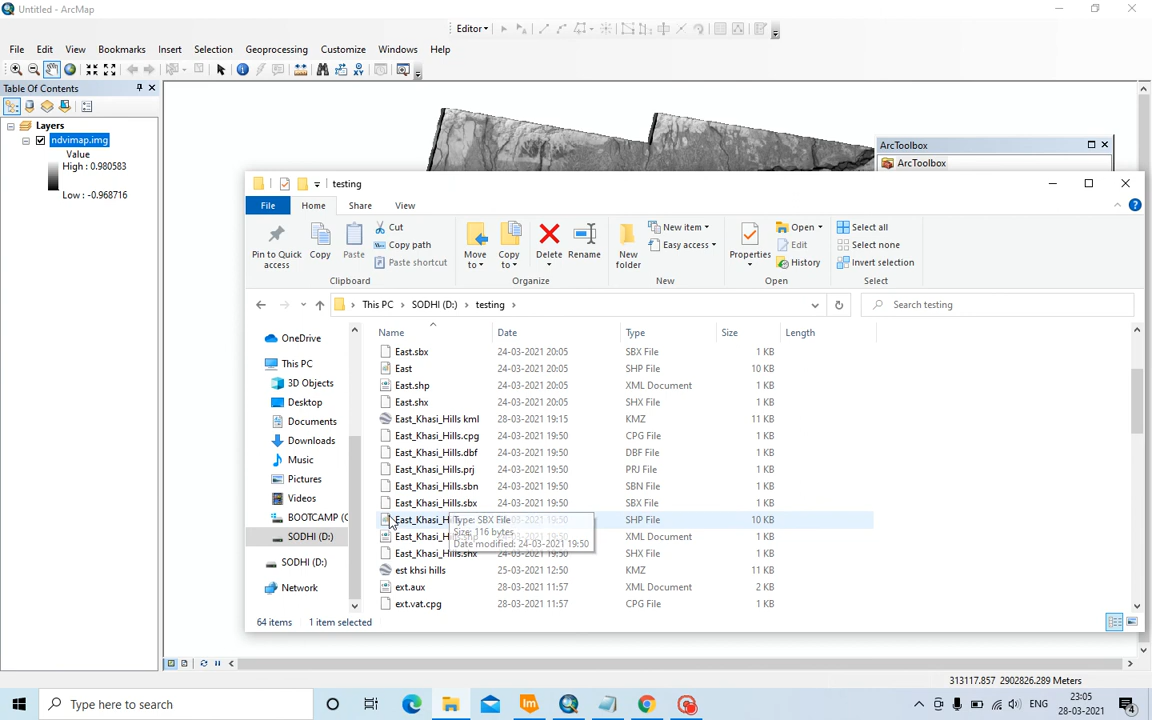 Untitled - ArcMap
Editor
File Edit View Bookmarks Insert Selection Geoprocessing Customize Windows Help
Table Of Contents
Layers
ndvimap.img
Value
High : 0.980583
Low : -0.968716
ArcToolbox
ArcToolbox
testing
File Home Share View
Pin to Quick access
Copy
Paste
Cut
Copy path
Paste shortcut
Clipboard
Move to
Copy to
Delete
Rename
Organize
New folder
New item
Easy access
New
Properties
Open
Edit
History
Open
Select all
Select none
Invert selection
Select
This PC SODHI (D:) testing
Search testing
OneDrive
This PC
3D Objects
Desktop
Documents
Downloads
Music
Pictures
Videos
BOOTCAMP (C
SODHI (D:)
SODHI (D:)
Network
Name Date Type Size Length
East.sbx 24-03-2021 20:05 SBX File 1 KB
East 24-03-2021 20:05 SHP File 10 KB
East.shp 24-03-2021 20:05 XML Document 1 KB
East.shx 24-03-2021 20:05 SHX File 1 KB
East_Khasi_Hills kml 28-03-2021 19:15 KMZ 11 KB
East_Khasi_Hills.cpg 24-03-2021 19:50 CPG File 1 KB
East_Khasi_Hills.dbf 24-03-2021 19:50 DBF File 1 KB
East_Khasi_Hills.prj 24-03-2021 19:50 PRJ File 1 KB
East_Khasi_Hills.sbn 24-03-2021 19:50 SBN File 1 KB
East_Khasi_Hills.sbx 24-03-2021 19:50 SBX File 1 KB
East_Khasi_H SHP File 10 KB
East_Khasi_H XML Document 1 KB
East_Khasi_Hills.shx 24-03-2021 19:50 SHX File 1 KB
est khsi hills 25-03-2021 12:50 KMZ 11 KB
ext.aux 28-03-2021 11:57 XML Document 2 KB
ext.vat.cpg 28-03-2021 11:57 CPG File 1 KB
Type: SBX File
Size: 116 bytes
Date modified: 24-03-2021 19:50
64 items 1 item selected
313117.857 2902826.289 Meters
Type here to search
ENG
23:05
28-03-2021
4